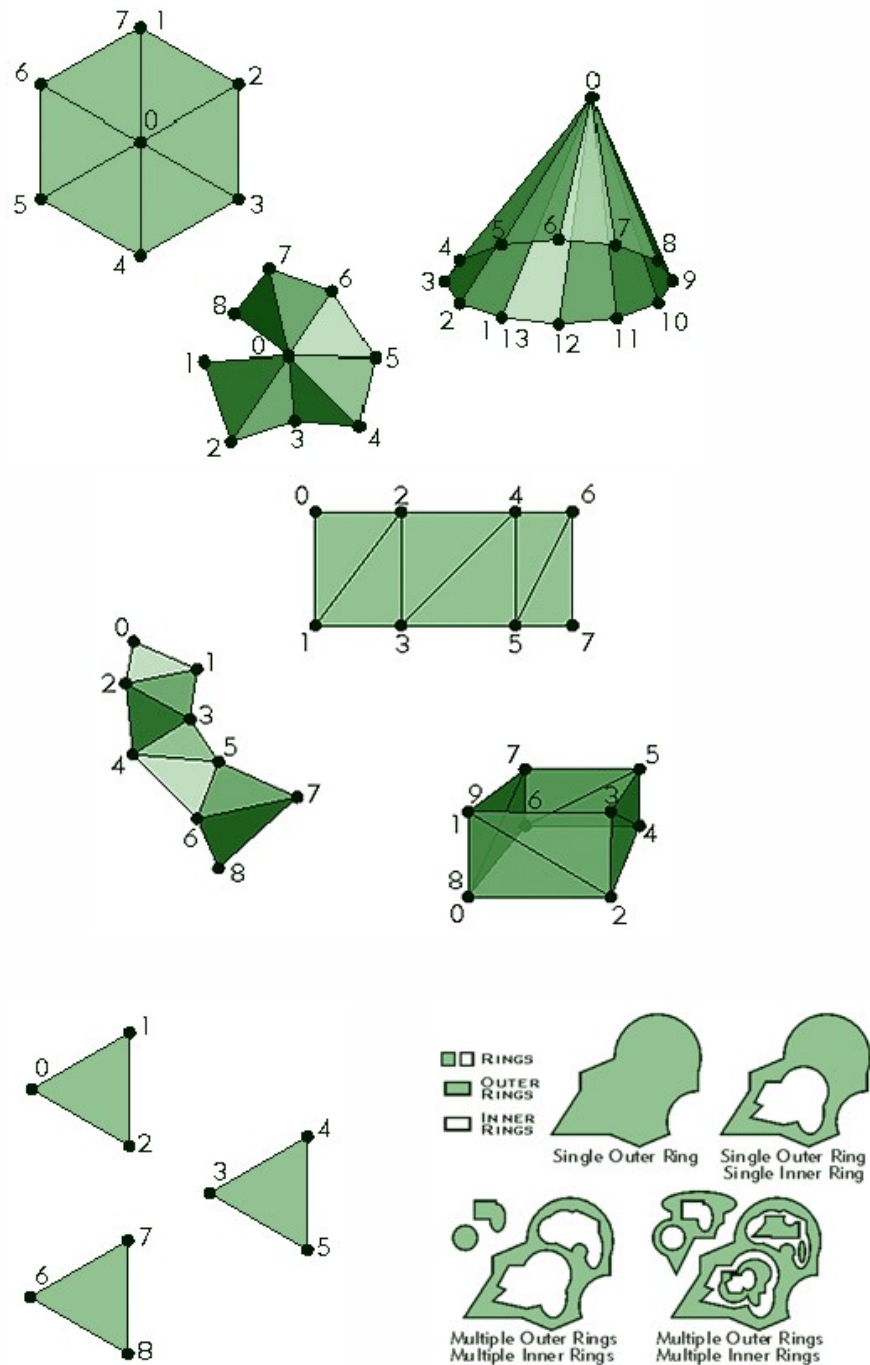 7 1
6 2
0
5 3
4
0
4 5 6 7 8
3 9
2 1 13 12 11 10
7 6
8
0
1 5
2 3 4
0 2 4 6
1 3 5 7
0
1
2
3
4 5
7
6
8
7 5
9 6 3
1 4
8
0 2
1
0
2
4
3
5
7
6
8
RINGS
OUTER
RINGS
INNER
RINGS
Single Outer Ring
Single Outer Ring
Single Inner Ring
Multiple Outer Rings
Multiple Inner Rings
Multiple Outer Rings
Multiple Inner Rings